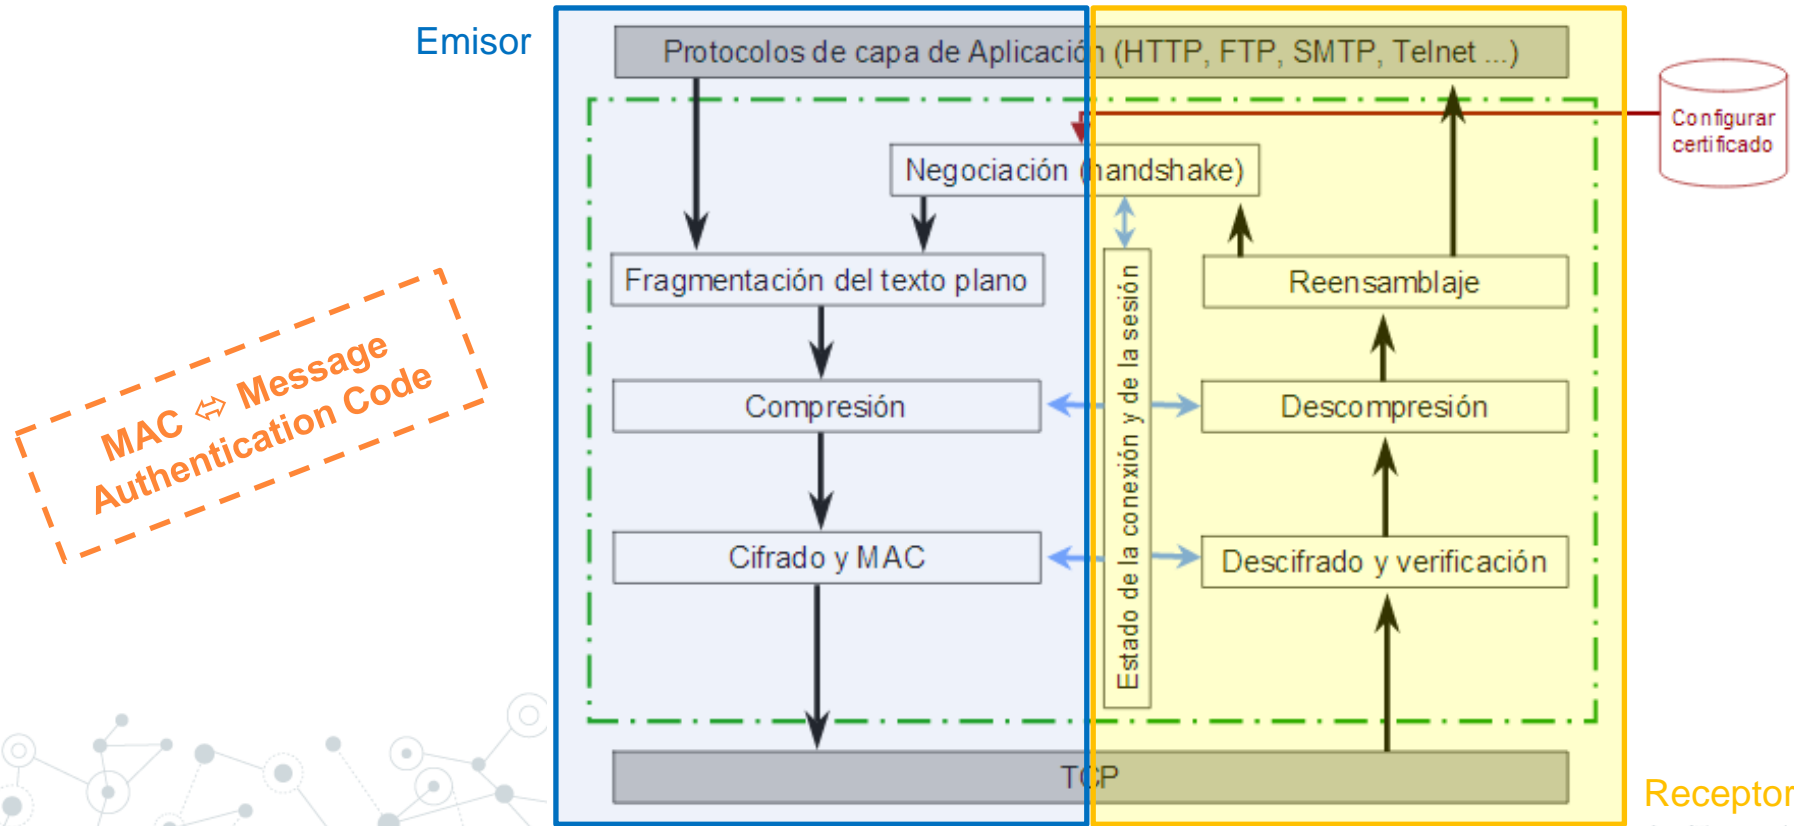 Emisor
Protocolos de capa de Aplicación (HTTP, FTP, SMTP, Telnet ...)
Configurar
certificado
Negociación (handshake)
Fragmentación del texto plano
Reensamblaje
Estado de la conexión y de la sesión
MAC ⬄ Message
Authentication Code
Compresión
Descompresión
Cifrado y MAC
Descifrado y verificación
TCP
Receptor